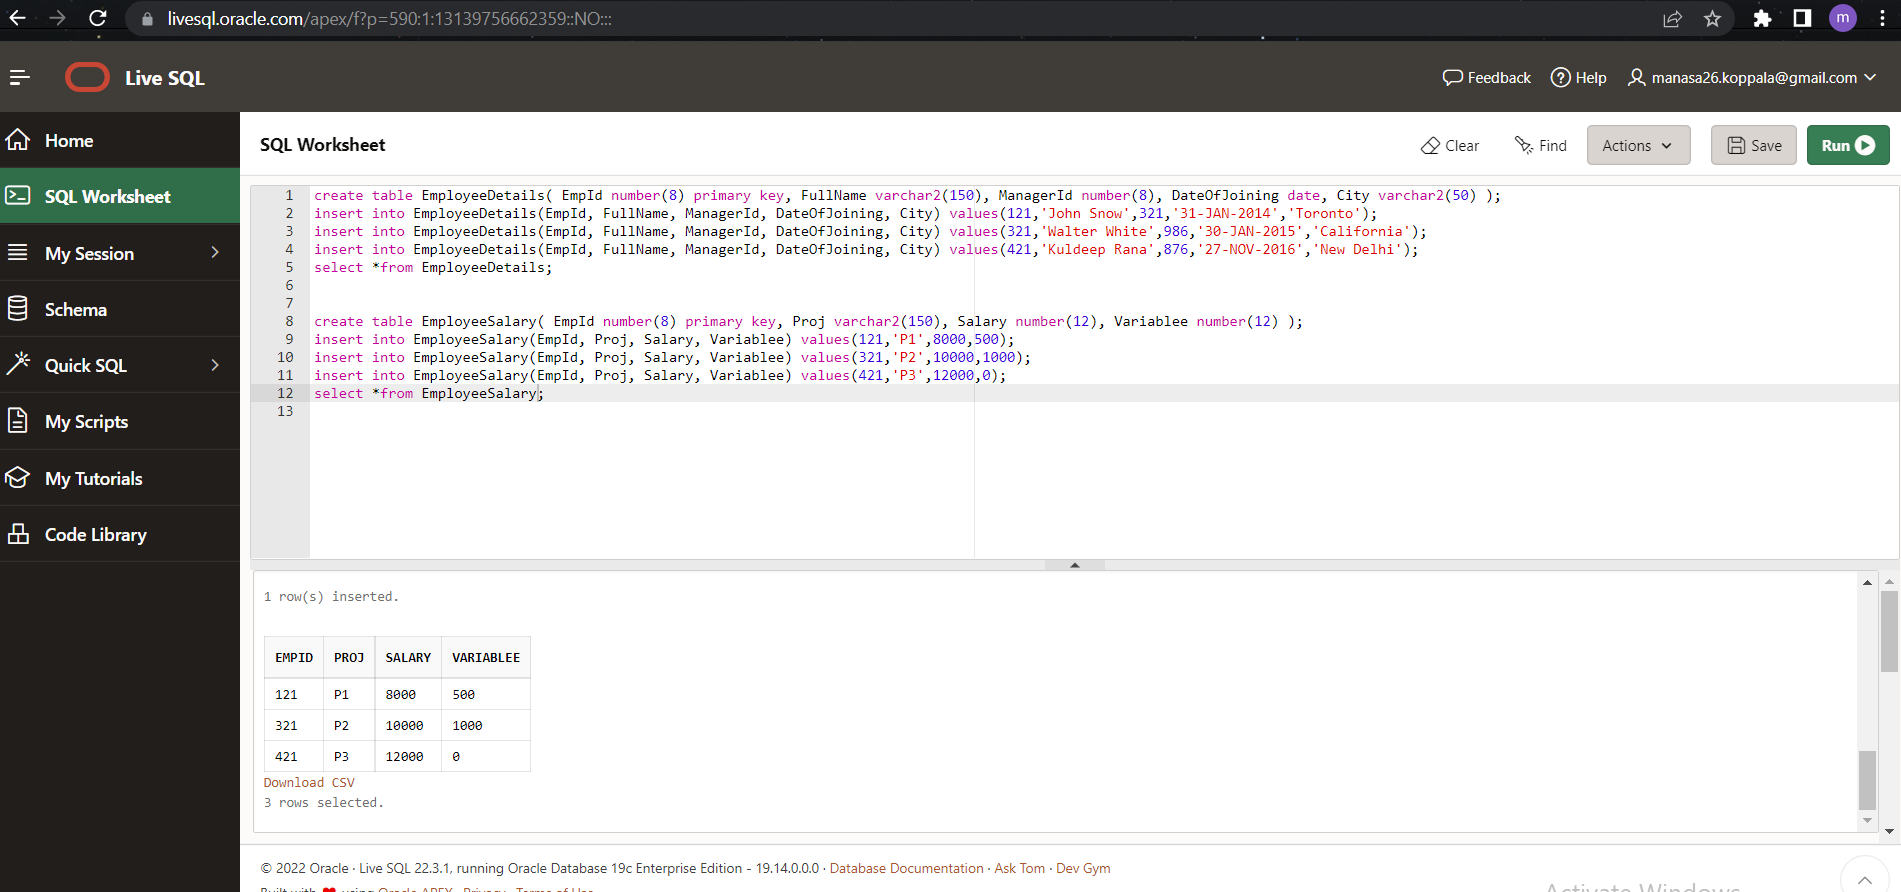 livesql.oracle.com/apex/f?p=590:1:13139756662359::NO:::
m
Live SQL
Feedback
Help
manasa26.koppala@gmail.com
Home
SQL Worksheet
My Session
Schema
Quick SQL
My Scripts
My Tutorials
Code Library
SQL Worksheet
Clear
Find
Actions
Save
Run
1 create table EmployeeDetails( EmpId number(8) primary key, FullName varchar2(150), ManagerId number(8), DateOfJoining date, City varchar2(50) );
2 insert into EmployeeDetails(EmpId, FullName, ManagerId, DateOfJoining, City) values(121,'John Snow',321,'31-JAN-2014','Toronto');
3 insert into EmployeeDetails(EmpId, FullName, ManagerId, DateOfJoining, City) values(321,'Walter White',986,'30-JAN-2015','California');
4 insert into EmployeeDetails(EmpId, FullName, ManagerId, DateOfJoining, City) values(421,'Kuldeep Rana',876,'27-NOV-2016','New Delhi');
5 select *from EmployeeDetails;
6
7
8 create table EmployeeSalary( EmpId number(8) primary key, Proj varchar2(150), Salary number(12), Variablee number(12) );
9 insert into EmployeeSalary(EmpId, Proj, Salary, Variablee) values(121,'P1',8000,500);
10 insert into EmployeeSalary(EmpId, Proj, Salary, Variablee) values(321,'P2',10000,1000);
11 insert into EmployeeSalary(EmpId, Proj, Salary, Variablee) values(421,'P3',12000,0);
12 select *from EmployeeSalary;
13
1 row(s) inserted.
EMPID PROJ SALARY VARIABLEE
121 P1 8000 500
321 P2 10000 1000
421 P3 12000 0
Download CSV
3 rows selected.
© 2022 Oracle · Live SQL 22.3.1, running Oracle Database 19c Enterprise Edition - 19.14.0.0.0 · Database Documentation · Ask Tom · Dev Gym
Built with ❤ using Oracle APEX · Privacy · Terms of Use
Activate Windows